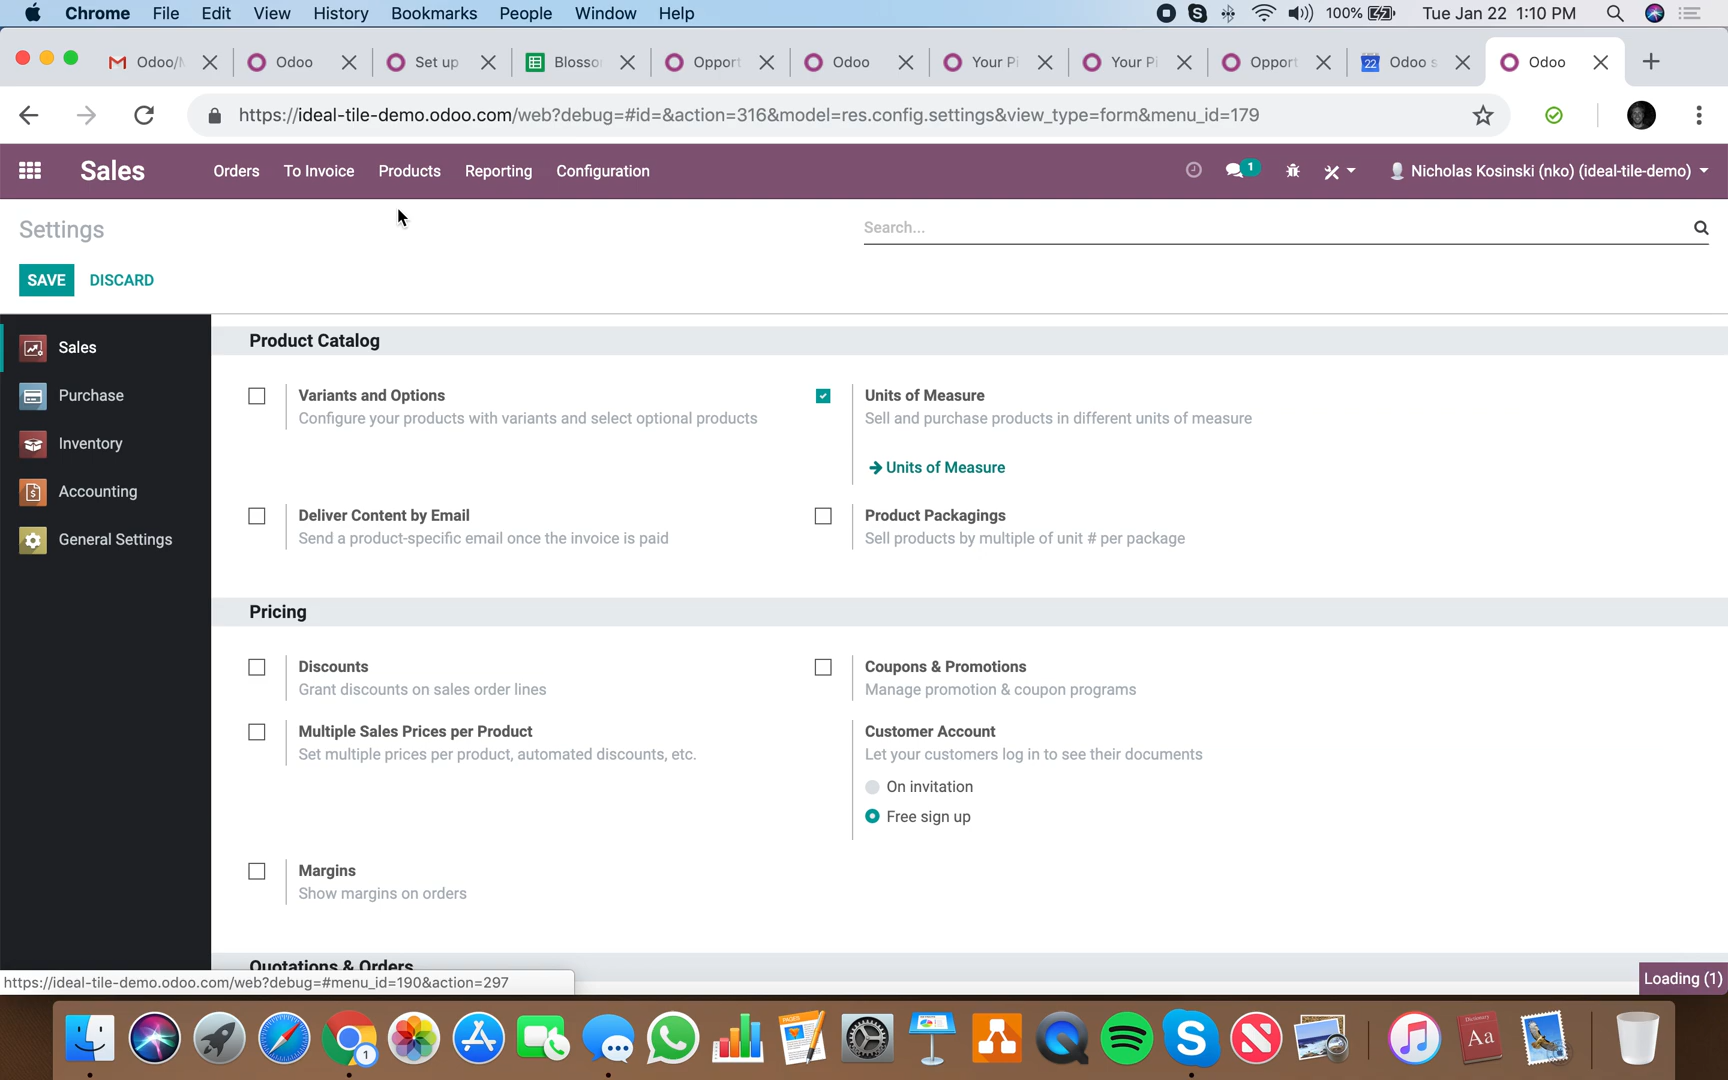 Chrome File Edit View History Bookmarks People Window Help 100% Tue Jan 22 1:10 PM
Odoo/ Odoo Set up Blosso Opport Odoo Your Pi Your Pi Opport 22 Odoo s Odoo
https://ideal-tile-demo.odoo.com/web?debug=#id=&action=316&model=res.config.settings&view_type=form&menu_id=179
Sales Orders To Invoice Products Reporting Configuration 1 Nicholas Kosinski (nko) (ideal-tile-demo)
Settings Search...
SAVE DISCARD
Sales
Purchase
Inventory
Accounting
General Settings
Product Catalog
Variants and Options
Configure your products with variants and select optional products
Units of Measure
Sell and purchase products in different units of measure
Units of Measure
Deliver Content by Email
Send a product-specific email once the invoice is paid
Product Packagings
Sell products by multiple of unit # per package
Pricing
Discounts
Grant discounts on sales order lines
Coupons & Promotions
Manage promotion & coupon programs
Multiple Sales Prices per Product
Set multiple prices per product, automated discounts, etc.
Customer Account
Let your customers log in to see their documents
On invitation
Free sign up
Margins
Show margins on orders
Quotations & Orders
https://ideal-tile-demo.odoo.com/web?debug=#menu_id=190&action=297
Loading (1)
1
PAGES
Aa